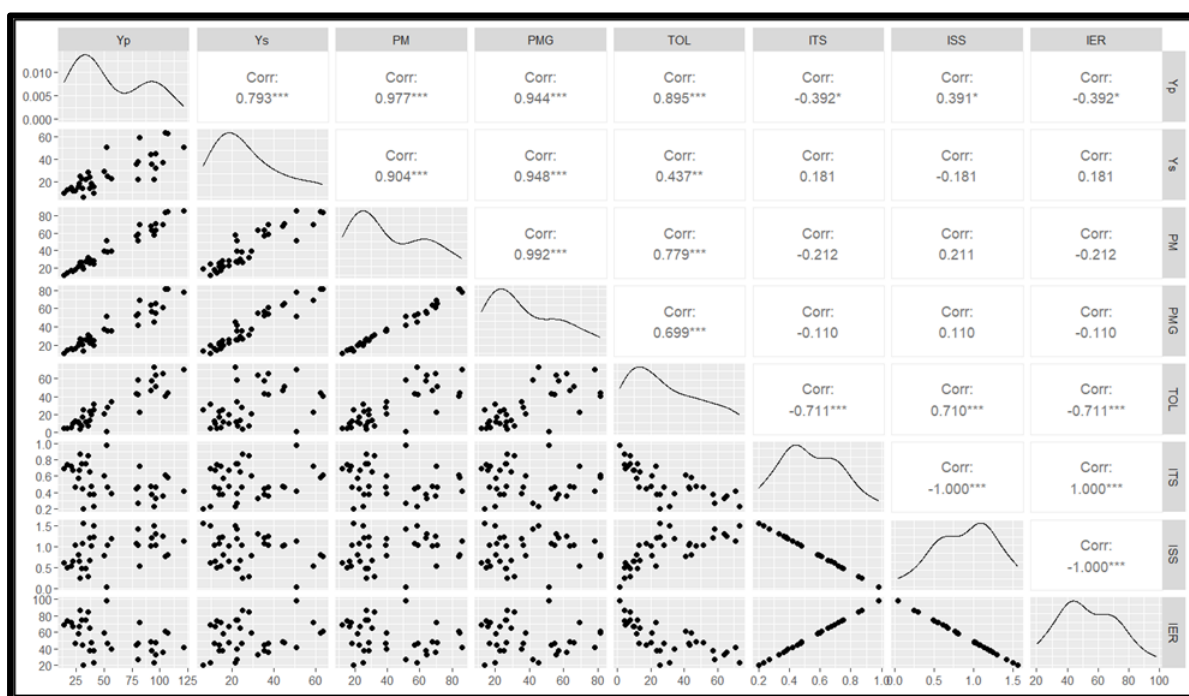 Yp Ys PM PMG TOL ITS ISS IER
0.010
0.005
0.000
Corr: Corr: Corr: Corr: Corr: Corr: Corr:
0.793*** 0.977*** 0.944*** 0.895*** -0.392* 0.391* -0.392*
Yp
60
40
20
Corr: Corr: Corr: Corr: Corr: Corr:
0.904*** 0.948*** 0.437** 0.181 -0.181 0.181
Ys
80
60
40
20
Corr: Corr: Corr: Corr: Corr:
0.992*** 0.779*** -0.212 0.211 -0.212
PM
80
60
40
20
Corr: Corr: Corr: Corr:
0.699*** -0.110 0.110 -0.110
PMG
60
40
20
0
Corr: Corr: Corr:
-0.711*** 0.710*** -0.711***
TOL
1.0
0.8
0.6
0.4
0.2
Corr: Corr:
-1.000*** 1.000***
ITS
1.5
1.0
0.5
0.0
Corr:
-1.000***
ISS
100
80
60
40
20
IER
25 50 75 100 125 20 40 60 20 40 60 80 20 40 60 80 0 20 40 60 0.2 0.4 0.6 0.8 1.0 0.0 0.5 1.0 1.5 20 40 60 80 100